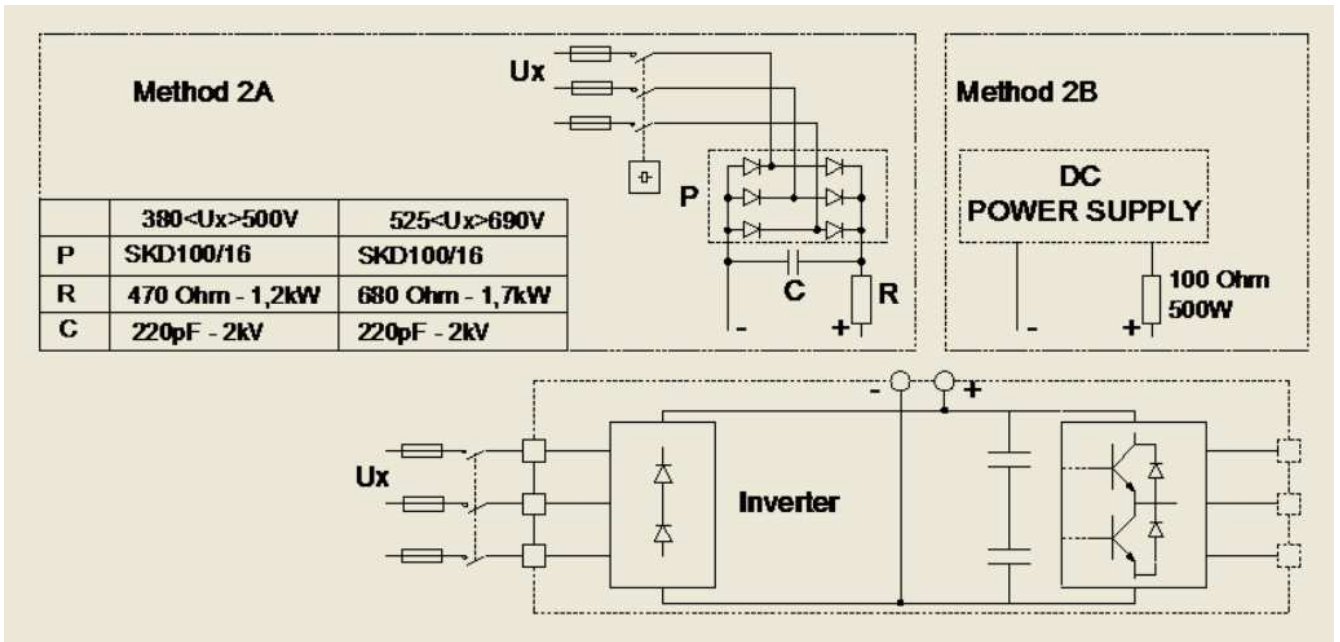 Method 2A
Ux
P
C
R
-
+
380<Ux>500V 525<Ux>690V
P SKD100/16 SKD100/16
R 470 Ohm - 1,2kW 680 Ohm - 1,7kW
C 220pF - 2kV 220pF - 2kV
Method 2B
DC
POWER SUPPLY
100 Ohm
500W
-
+
- +
Ux
Inverter